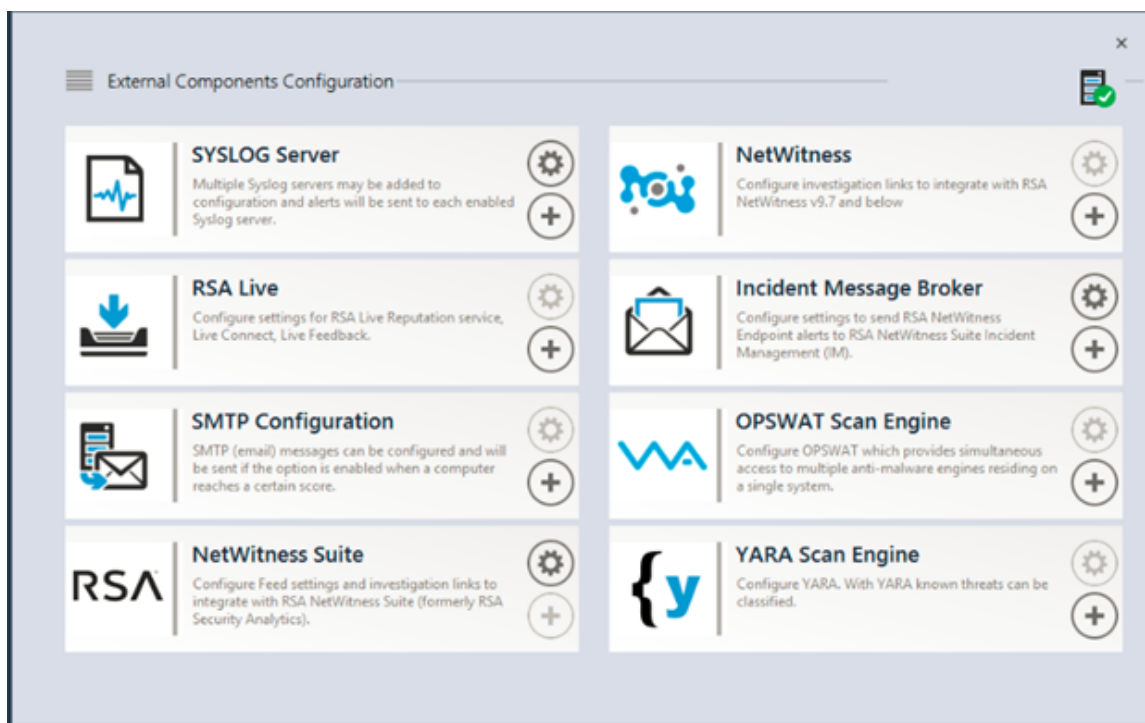 External Components Configuration
SYSLOG Server
Multiple Syslog servers may be added to
configuration and alerts will be sent to each enabled
Syslog server.
NetWitness
Configure investigation links to integrate with RSA
NetWitness v9.7 and below
RSA Live
Configure settings for RSA Live Reputation service,
Live Connect, Live Feedback.
Incident Message Broker
Configure settings to send RSA NetWitness
Endpoint alerts to RSA NetWitness Suite Incident
Management (IM).
SMTP Configuration
SMTP (email) messages can be configured and will
be sent if the option is enabled when a computer
reaches a certain score.
OPSWAT Scan Engine
Configure OPSWAT which provides simultaneous
access to multiple anti-malware engines residing on
a single system.
RSA
NetWitness Suite
Configure Feed settings and investigation links to
integrate with RSA NetWitness Suite (formerly RSA
Security Analytics).
{y
YARA Scan Engine
Configure YARA. With YARA known threats can be
classified.